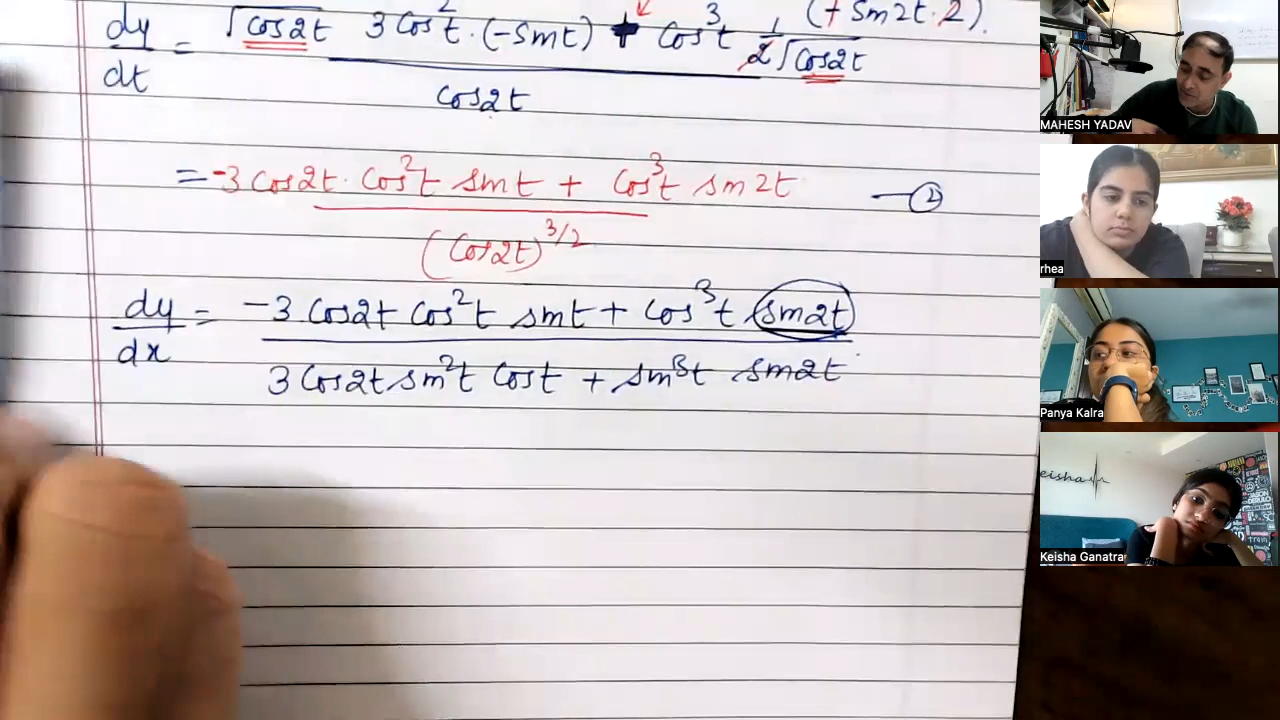 dy/dt = √cos2t 3cos²t·(-sint) + cos³t 1/(2√cos2t) (+sin2t·2).
cos2t
= -3cos2t·cos²t sint + cos³t sin2t —②
(cos2t)^3/2
dy/dx = -3cos2t cos²t sint + cos³t sin2t
3cos2t sin²t cost + sin³t sin2t
MAHESH YADAV
rhea
Panya Kalra
eisha
Keisha Ganatra